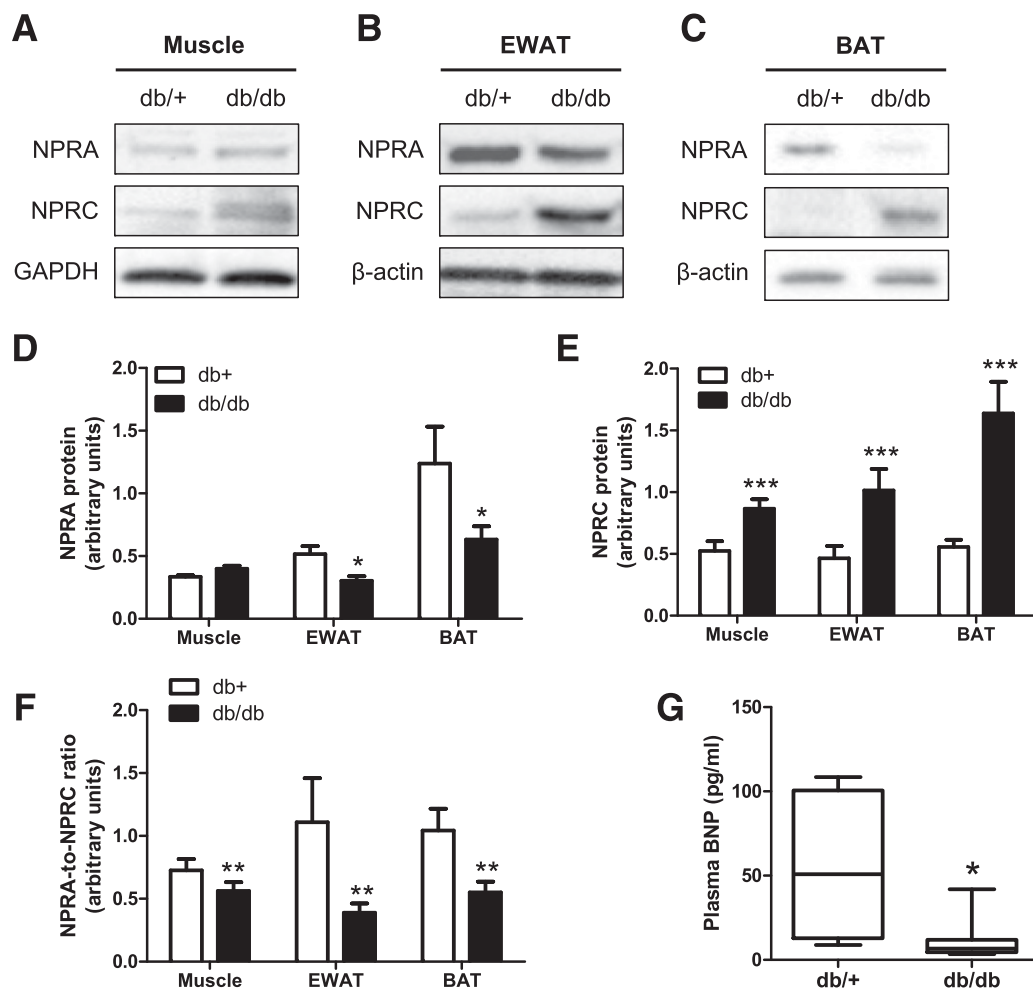 A
Muscle
db/+ db/db
NPRA
NPRC
GAPDH
B
EWAT
db/+ db/db
NPRA
NPRC
β-actin
C
BAT
db/+ db/db
NPRA
NPRC
β-actin
D
NPRA protein
(arbitrary units)
2.0
1.5
1.0
0.5
0.0
db+
db/db
*
*
Muscle EWAT BAT
E
NPRC protein
(arbitrary units)
2.0
1.5
1.0
0.5
0.0
db+
db/db
***
***
***
Muscle EWAT BAT
F
NPRA-to-NPRC ratio
(arbitrary units)
2.0
1.5
1.0
0.5
0.0
db+
db/db
**
**
**
Muscle EWAT BAT
G
Plasma BNP (pg/ml)
150
100
50
0
*
db/+ db/db